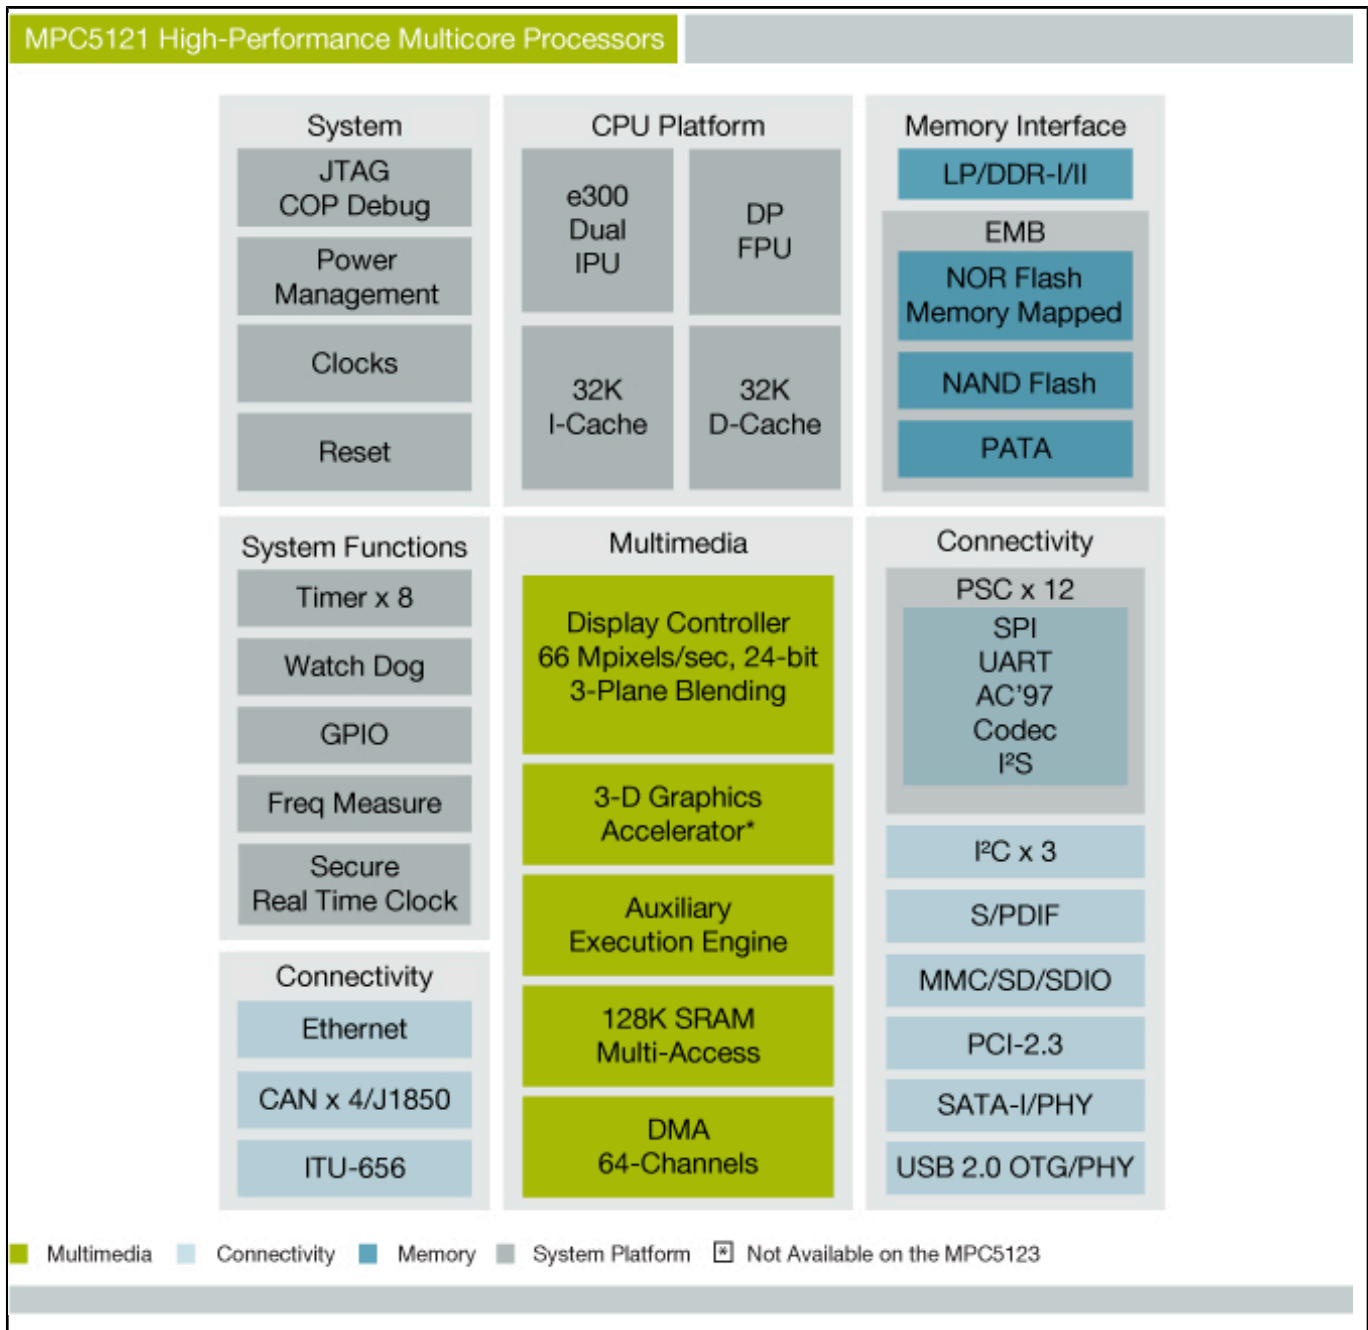 MPC5121 High-Performance Multicore Processors
System
JTAG
COP Debug
Power
Management
Clocks
Reset
CPU Platform
e300
Dual
IPU
DP
FPU
32K
I-Cache
32K
D-Cache
Memory Interface
LP/DDR-I/II
EMB
NOR Flash
Memory Mapped
NAND Flash
PATA
System Functions
Timer x 8
Watch Dog
GPIO
Freq Measure
Secure
Real Time Clock
Connectivity
Ethernet
CAN x 4/J1850
ITU-656
Multimedia
Display Controller
66 Mpixels/sec, 24-bit
3-Plane Blending
3-D Graphics
Accelerator*
Auxiliary
Execution Engine
128K SRAM
Multi-Access
DMA
64-Channels
Connectivity
PSC x 12
SPI
UART
AC’97
Codec
I²S
I²C x 3
S/PDIF
MMC/SD/SDIO
PCI-2.3
SATA-I/PHY
USB 2.0 OTG/PHY
Multimedia Connectivity Memory System Platform * Not Available on the MPC5123